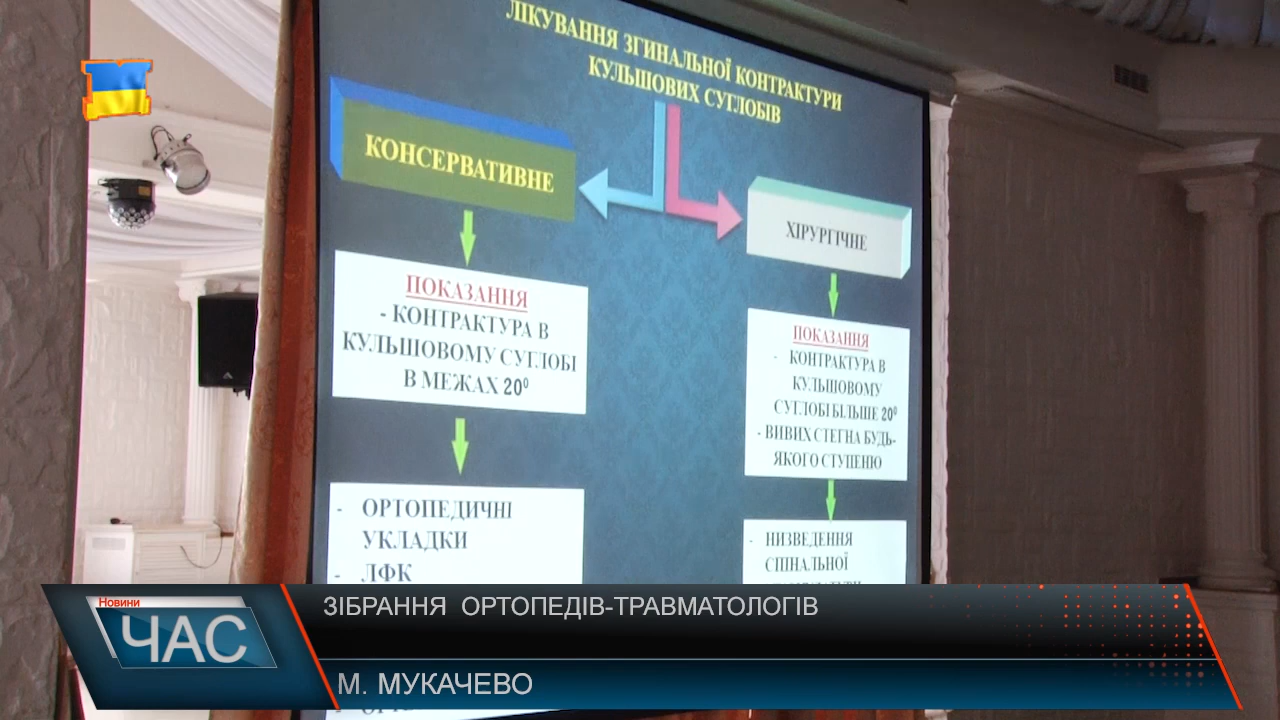 ЛІКУВАННЯ ЗГИНАЛЬНОЇ КОНТРАКТУРИ
КУЛЬШОВИХ СУГЛОБІВ
КОНСЕРВАТИВНЕ
ПОКАЗАННЯ
- КОНТРАКТУРА В
КУЛЬШОВОМУ СУГЛОБІ
В МЕЖАХ 20⁰
- ОРТОПЕДИЧНІ
УКЛАДКИ
- ЛФК
ХІРУРГІЧНЕ
ПОКАЗАННЯ
- КОНТРАКТУРА В
КУЛЬШОВОМУ
СУГЛОБІ БІЛЬШЕ 20⁰
- ВИВИХ СТЕГНА БУДЬ-
ЯКОГО СТУПЕНЮ
- НИЗВЕДЕННЯ
СПІНАЛЬНОЇ
Новини
ЧАС
ЗІБРАННЯ ОРТОПЕДІВ-ТРАВМАТОЛОГІВ
М. МУКАЧЕВО